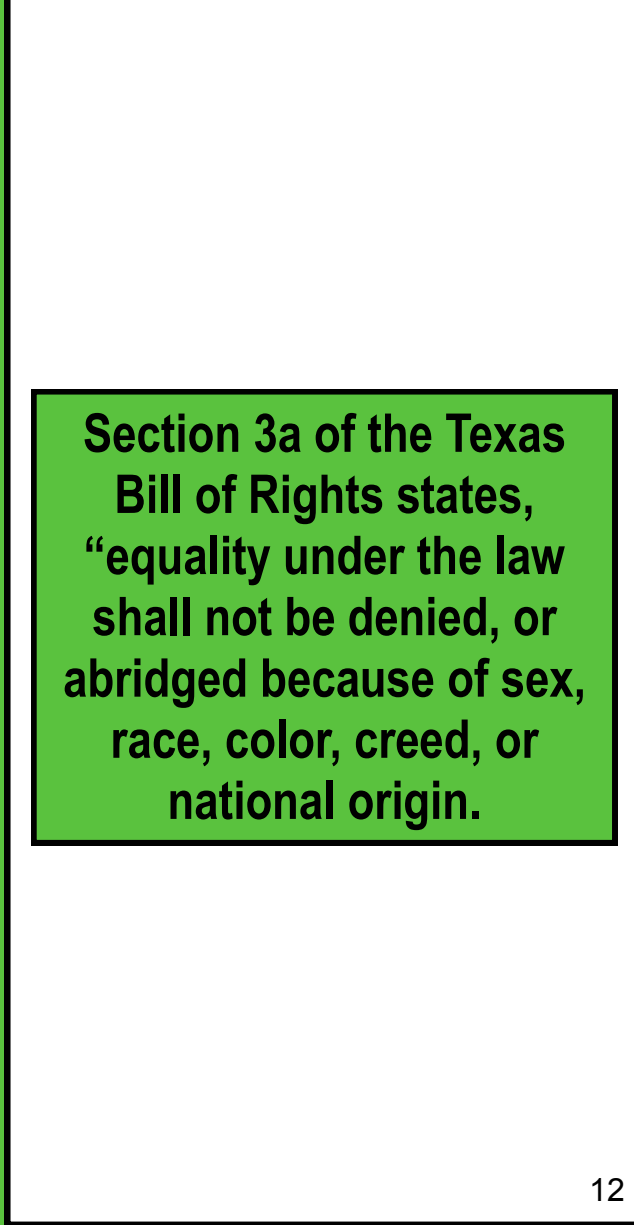 Section 3a of the Texas
Bill of Rights states,
“equality under the law
shall not be denied, or
abridged because of sex,
race, color, creed, or
national origin.
12